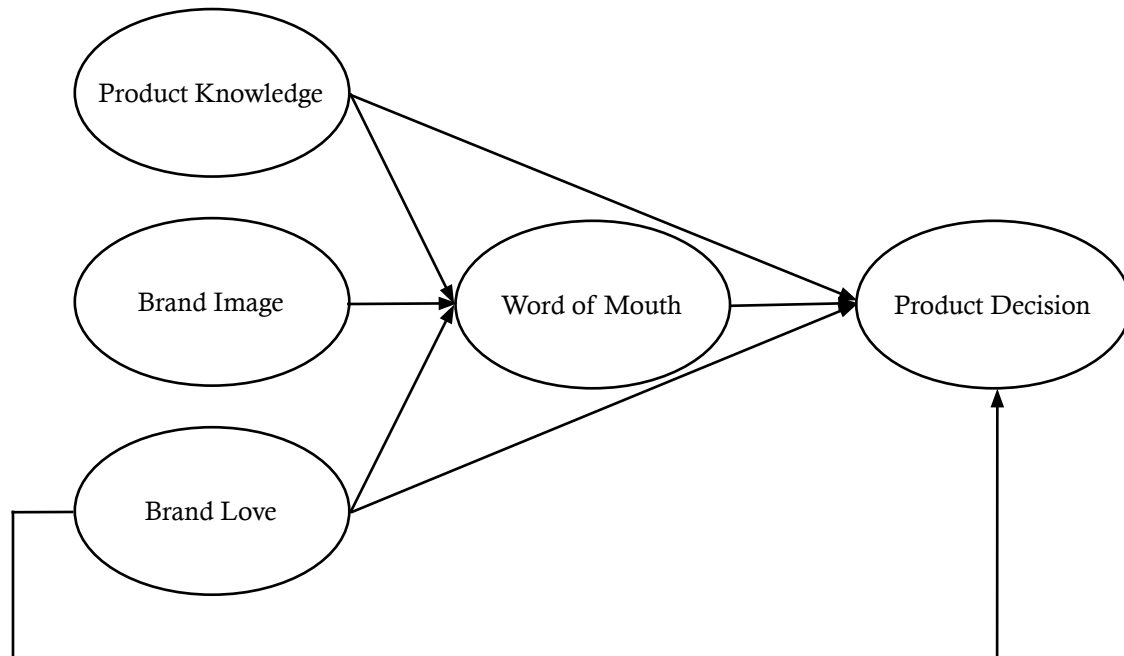 Product Knowledge
Brand Image
Word of Mouth
Product Decision
Brand Love